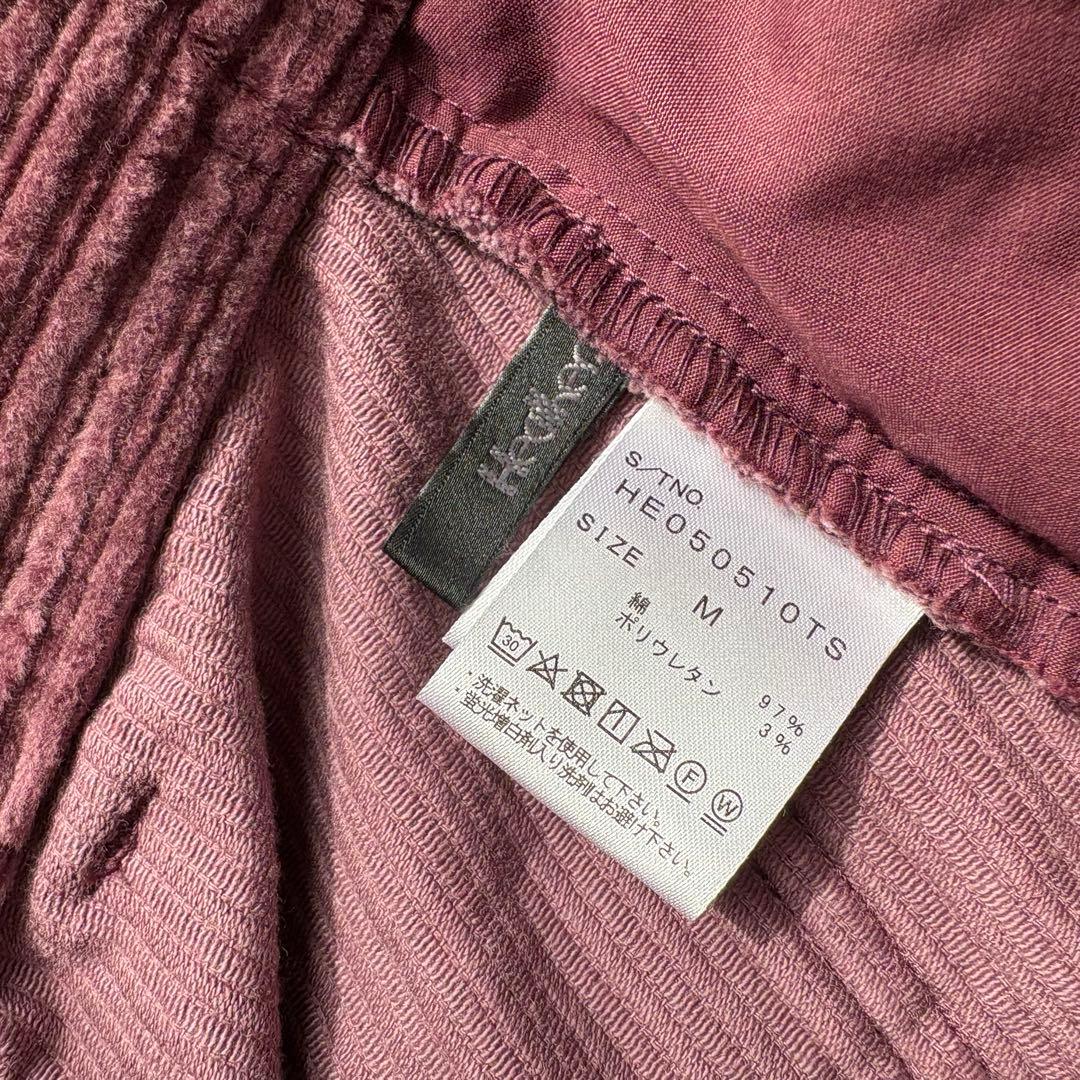 S/TNO.
HE050510TS
SIZE M
綿 97%
ポリウレタン 3%
30
F W
・洗濯ネットを使用して下さい。
・蛍光増白剤入り洗剤はお避け下さい。